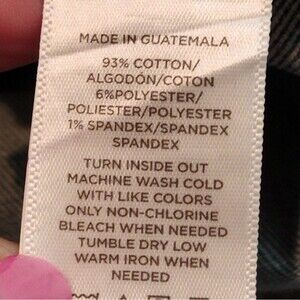 MADE IN GUATEMALA
93% COTTON/
ALGODÓN/COTON
6%POLYESTER/
POLIESTER/POLYESTER
1% SPANDEX/SPANDEX
SPANDEX
TURN INSIDE OUT
MACHINE WASH COLD
WITH LIKE COLORS
ONLY NON-CHLORINE
BLEACH WHEN NEEDED
TUMBLE DRY LOW
WARM IRON WHEN
NEEDED